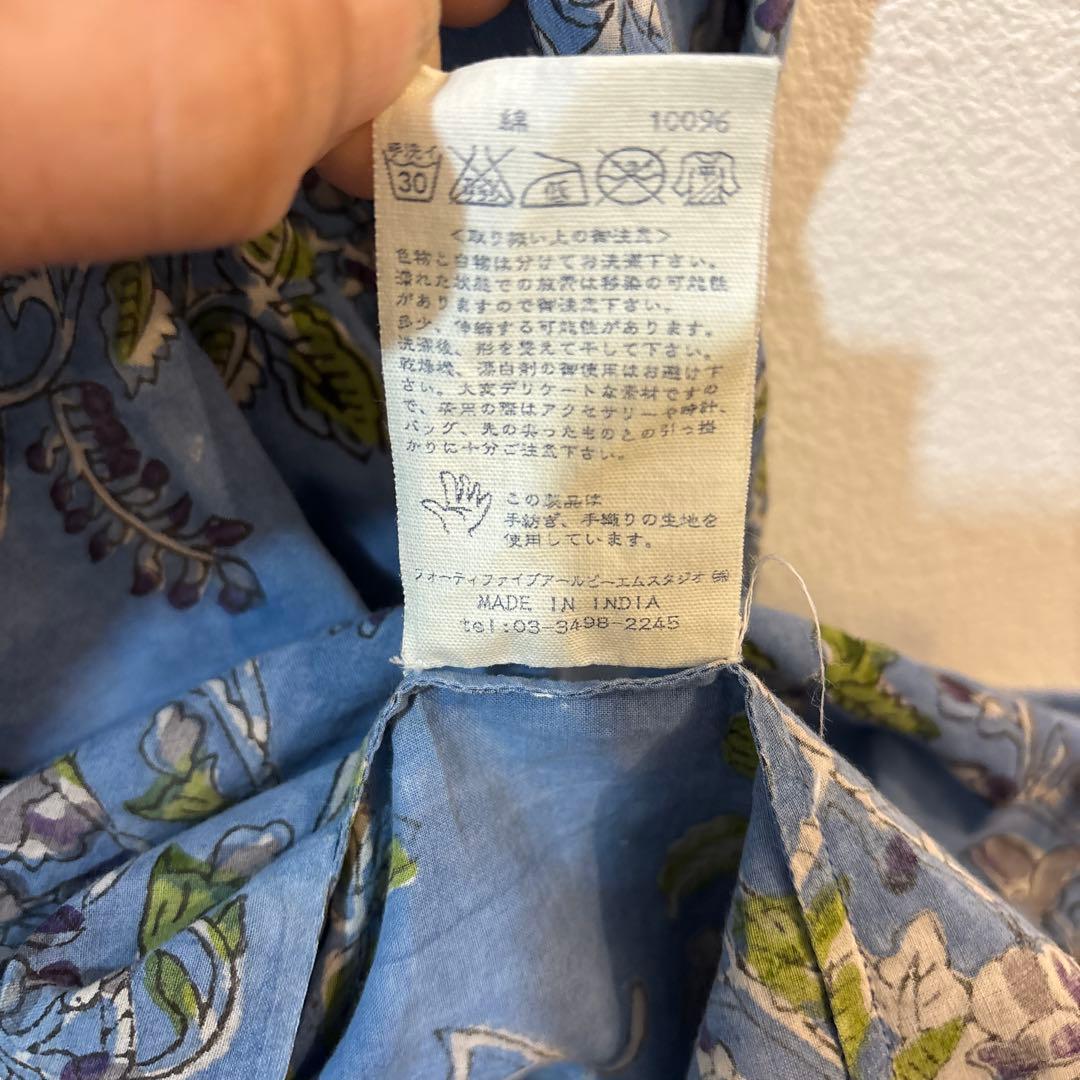 綿 10096
手洗イ 30 エンソサラシ 低
<取り扱い上の御注意>
色物と白物は分けてお洗濯下さい。
濡れた状態での放置は移染の可能性
がありますので御注意下さい。
多少、伸縮する可能性があります。
洗濯後、形を整えて干して下さい。
乾燥機、漂白剤の御使用はお避け下
さい。大変デリケートな素材ですの
で、着用の際はアクセサリーや時計、
バッグ、先の尖ったものとの引っ掛
かりに十分ご注意下さい。
この製品は
手紡ぎ、手織りの生地を
使用しています。
フォーティファイブアールピーエムスタジオ㈱
MADE IN INDIA
tel:03-3498-2245